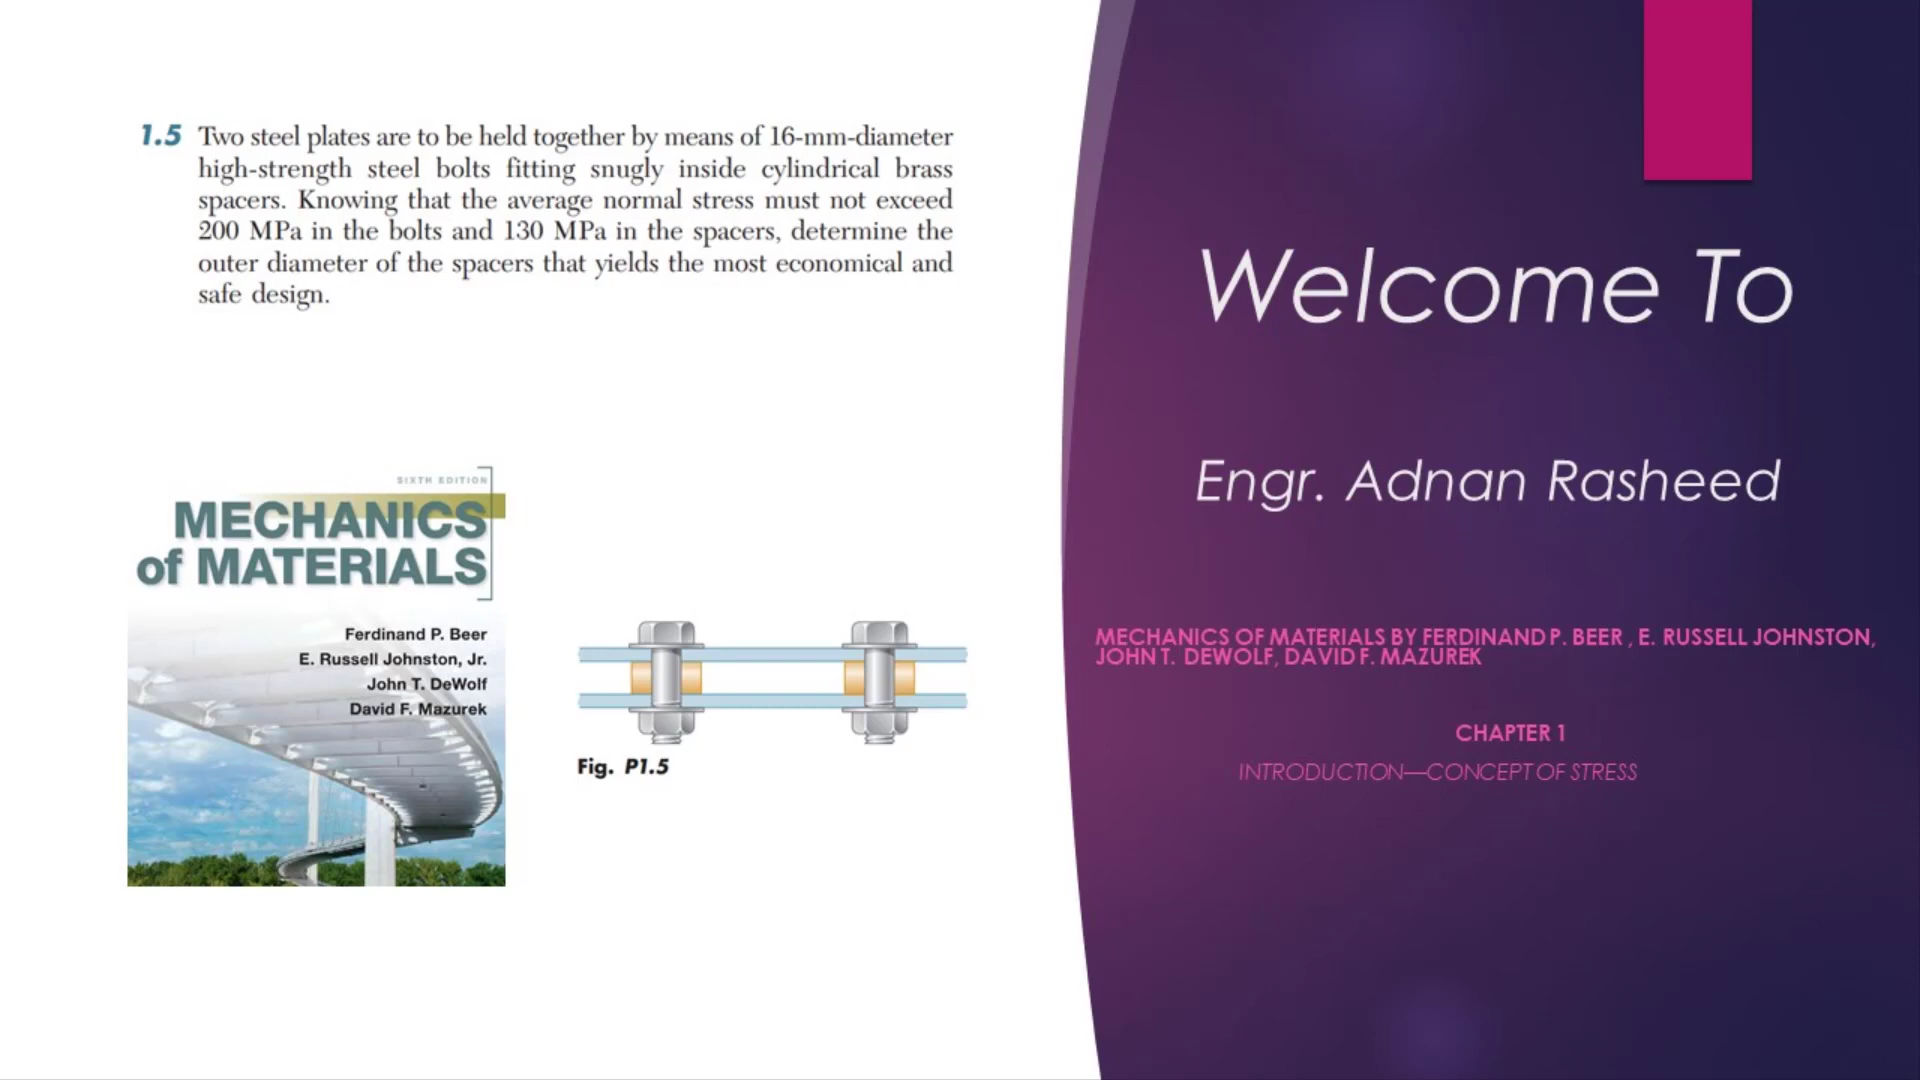 1.5 Two steel plates are to be held together by means of 16-mm-diameter
high-strength steel bolts fitting snugly inside cylindrical brass
spacers. Knowing that the average normal stress must not exceed
200 MPa in the bolts and 130 MPa in the spacers, determine the
outer diameter of the spacers that yields the most economical and
safe design.
SIXTH EDITION
MECHANICS
of MATERIALS
Ferdinand P. Beer
E. Russell Johnston, Jr.
John T. DeWolf
David F. Mazurek
Fig. P1.5
Welcome To
Engr. Adnan Rasheed
MECHANICS OF MATERIALS BY FERDINAND P. BEER , E. RUSSELL JOHNSTON,
JOHN T. DEWOLF, DAVID F. MAZUREK
CHAPTER 1
INTRODUCTION—CONCEPT OF STRESS